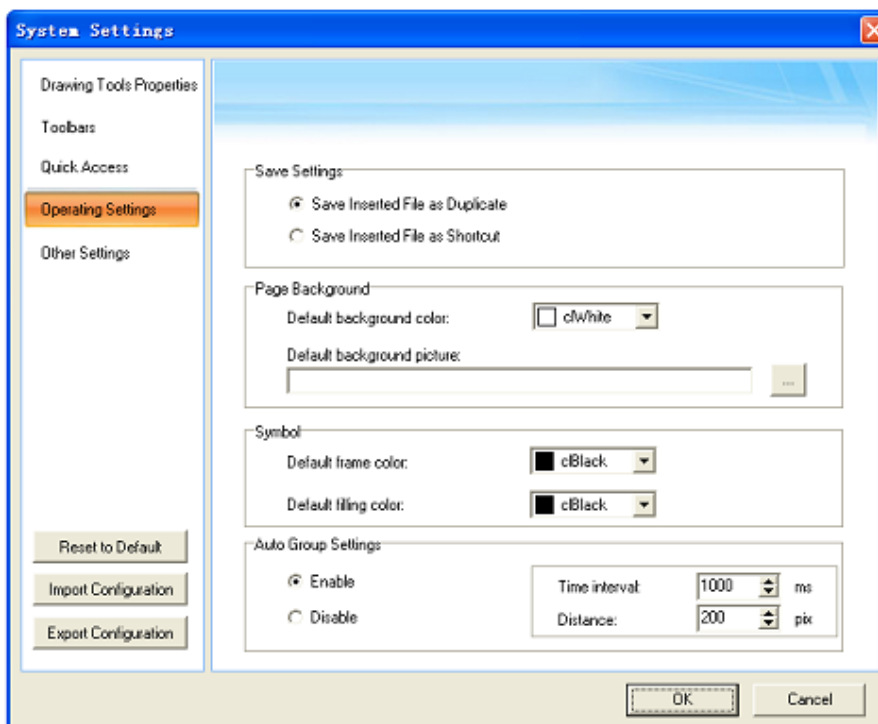 System Settings
Drawing Tools Properties
Toolbars
Quick Access
Operating Settings
Other Settings
Reset to Default
Import Configuration
Export Configuration
Save Settings
Save Inserted File as Duplicate
Save Inserted File as Shortcut
Page Background
Default background color: clWhite
Default background picture:
...
Symbol
Default frame color: clBlack
Default filling color: clBlack
Auto Group Settings
Enable
Disable
Time interval: 1000 ms
Distance: 200 pix
OK Cancel